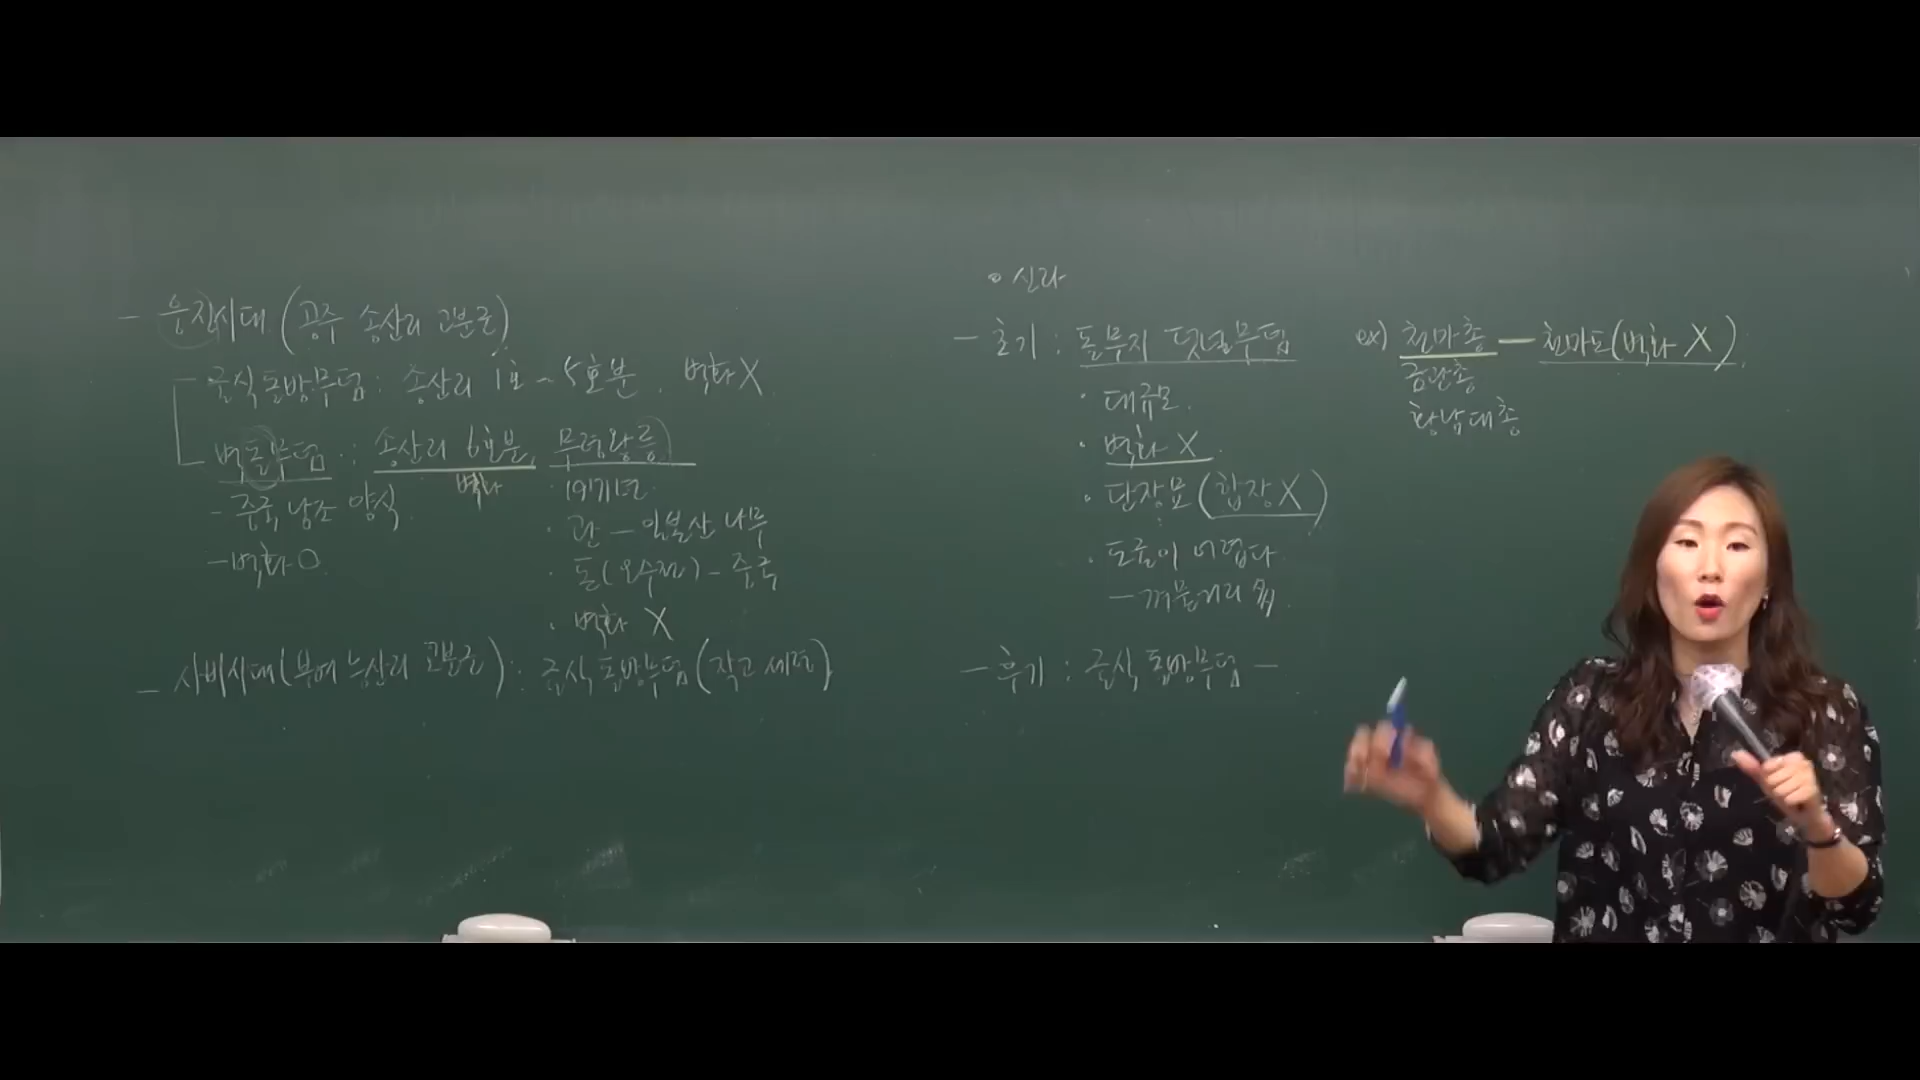 - 웅진시대 (공주 송산리 고분군)
- 굴식돌방무덤 : 송산리 1호 ~ 5호분. 벽화 X
- 벽돌무덤 : 송산리 6호분, 무령왕릉
벽화
- 중국 남조 양식
- 벽화 O
· 1971년
· 관 - 일본산 나무
· 돈(오수전) - 중국
· 벽화 X
- 사비시대(부여 능산리 고분군) : 굴식돌방무덤(작고 세련)
o 신라
- 초기 : 돌무지 덧널무덤
· 대규모.
· 벽화 X
· 단장묘 (합장X)
· 도굴이 어렵다
- 껴묻거리 多.
- 후기 : 굴식돌방무덤 -
ex) 천마총 - 천마도(벽화 X)
금관총
황남대총